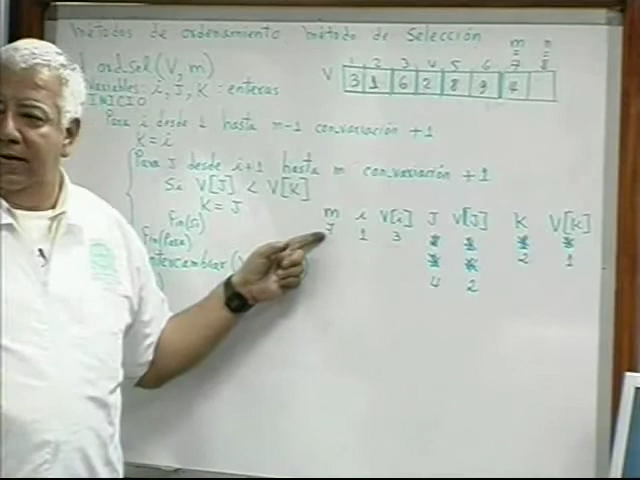 Métodos de ordenamiento Método de Selección
ordSel(V, m)
Variables: i, J, K : enteras
INICIO
Para i desde 1 hasta m-1 con variación +1
K = i
Para J desde i+1 hasta m con variación +1
Si V[J] < V[K]
K = J
Fin(Si)
Fin(Para)
Intercambiar (
m n
= =
1 2 3 4 5 6 7 8
V 3 1 6 2 8 9 4
m i V[i] J V[J] K V[K]
7 1 3
2 1
4 2